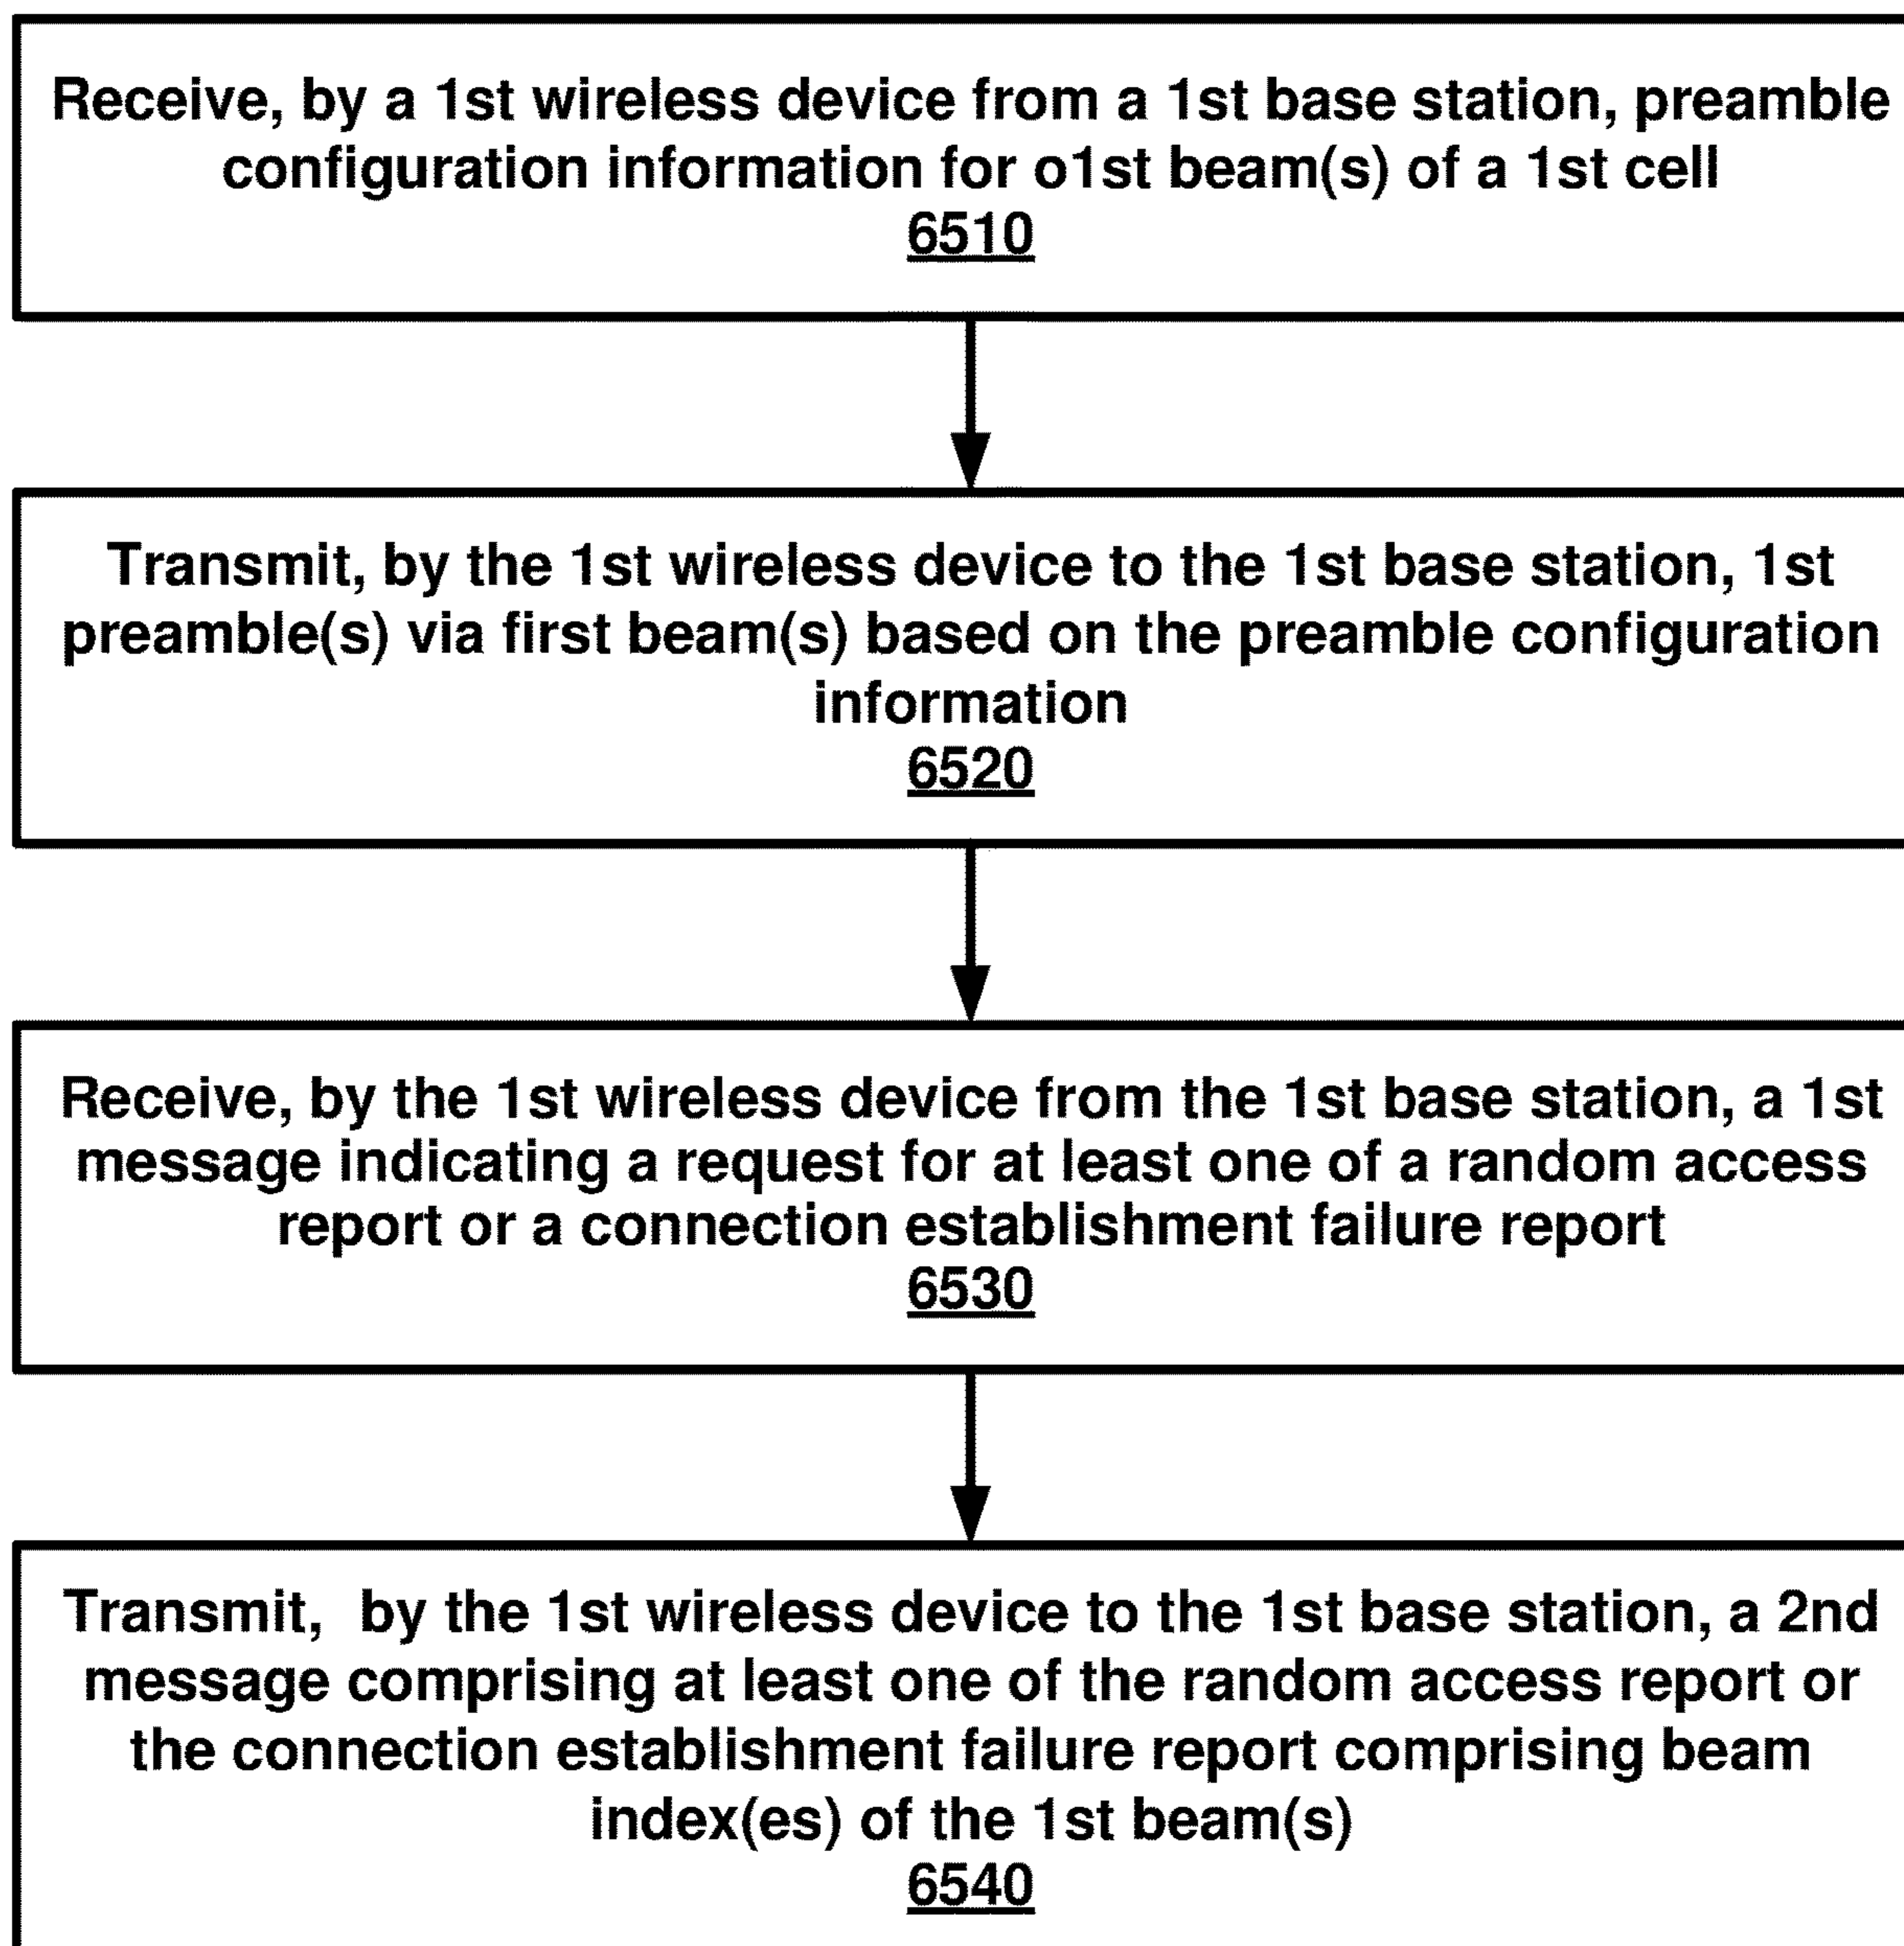 Receive, by a 1st wireless device from a 1st base station, preamble
configuration information for o1st beam(s) of a 1st cell
6510
Transmit, by the 1st wireless device to the 1st base station, 1st
preamble(s) via first beam(s) based on the preamble configuration
information
6520
Receive, by the 1st wireless device from the 1st base station, a 1st
message indicating a request for at least one of a random access
report or a connection establishment failure report
6530
Transmit,  by the 1st wireless device to the 1st base station, a 2nd
message comprising at least one of the random access report or
the connection establishment failure report comprising beam
index(es) of the 1st beam(s)
6540